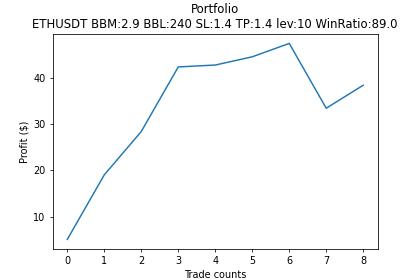 Portfolio
ETHUSDT BBM:2.9 BBL:240 SL:1.4 TP:1.4 lev:10 WinRatio:89.0
40
30
20
10
Profit ($)
0 1 2 3 4 5 6 7 8
Trade counts